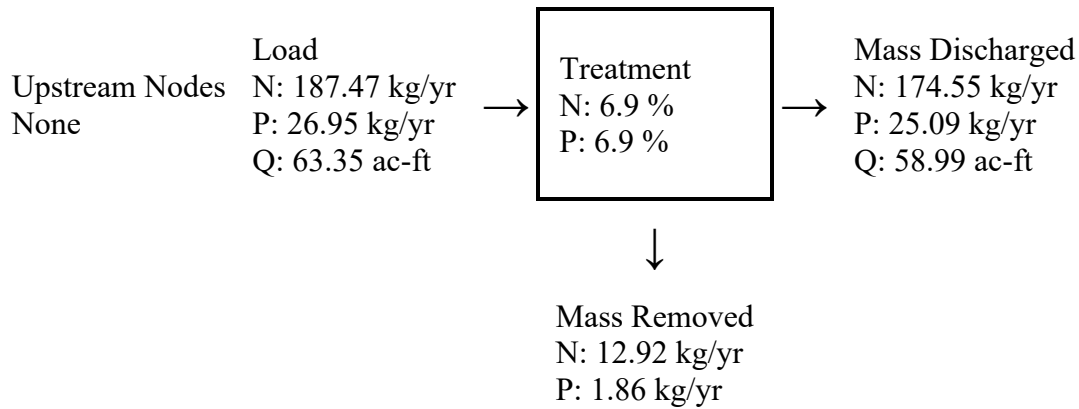 Upstream Nodes
None
Load
N: 187.47 kg/yr
P: 26.95 kg/yr
Q: 63.35 ac-ft
→
Treatment
N: 6.9 %
P: 6.9 %
→
Mass Discharged
N: 174.55 kg/yr
P: 25.09 kg/yr
Q: 58.99 ac-ft
↓
Mass Removed
N: 12.92 kg/yr
P: 1.86 kg/yr